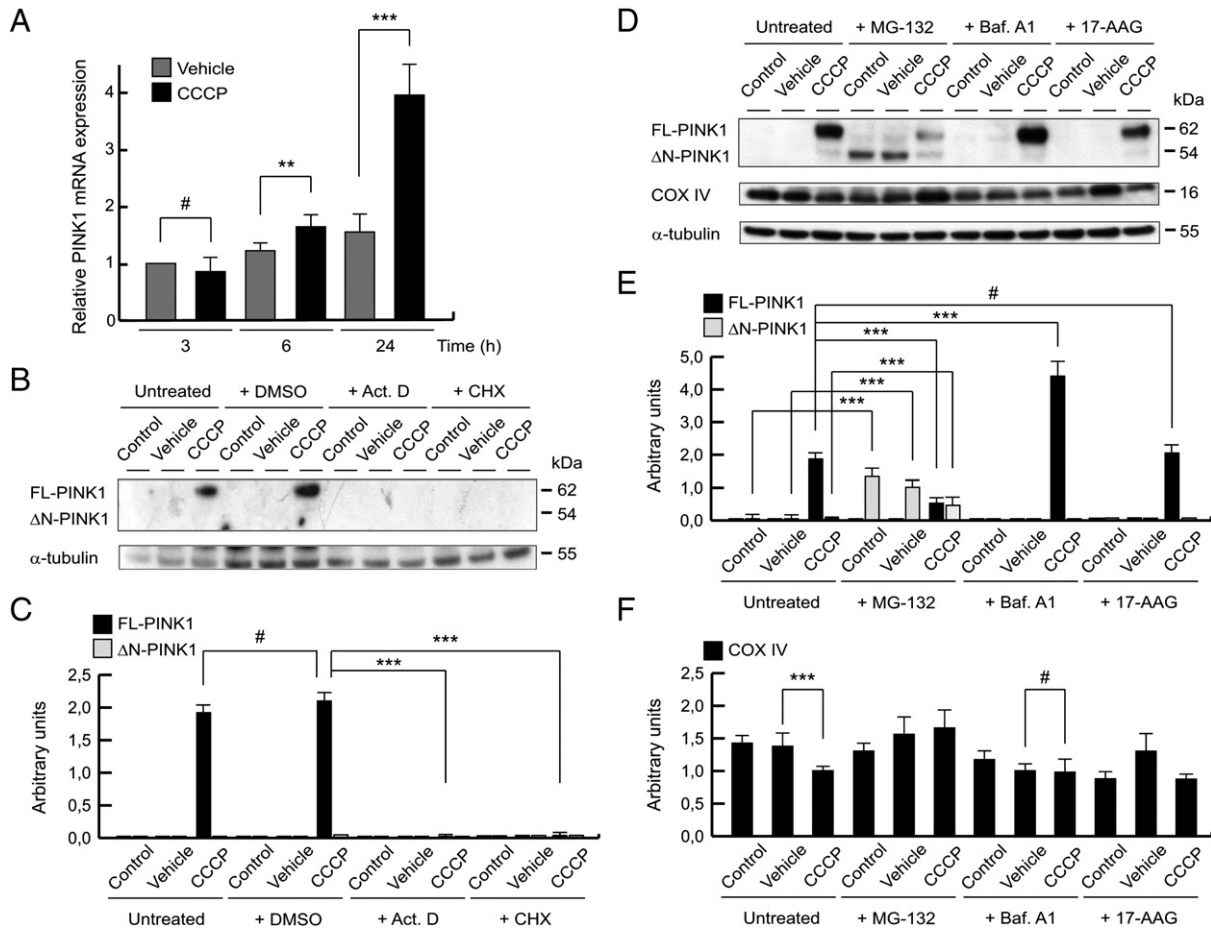 A
Relative PINK1 mRNA expression
4
3
2
1
0
Vehicle
CCCP
#
**
***
3 6 24 Time (h)
B
Untreated + DMSO + Act. D + CHX
Control Vehicle CCCP Control Vehicle CCCP Control Vehicle CCCP Control Vehicle CCCP
kDa
FL-PINK1 62
ΔN-PINK1 54
α-tubulin 55
C
FL-PINK1
ΔN-PINK1
Arbitrary units
2,5
2,0
1,5
1,0
0,5
0,0
# *** ***
Control Vehicle CCCP Control Vehicle CCCP Control Vehicle CCCP Control Vehicle CCCP
Untreated + DMSO + Act. D + CHX
D
Untreated + MG-132 + Baf. A1 + 17-AAG
Control Vehicle CCCP Control Vehicle CCCP Control Vehicle CCCP Control Vehicle CCCP
kDa
FL-PINK1 62
ΔN-PINK1 54
COX IV 16
α-tubulin 55
E
FL-PINK1
ΔN-PINK1
Arbitrary units
5,0
4,0
3,0
2,0
1,0
0,0
#
***
***
***
***
***
Control Vehicle CCCP Control Vehicle CCCP Control Vehicle CCCP Control Vehicle CCCP
Untreated + MG-132 + Baf. A1 + 17-AAG
F
COX IV
Arbitrary units
2,0
1,5
1,0
0,5
0,0
*** #
Control Vehicle CCCP Control Vehicle CCCP Control Vehicle CCCP Control Vehicle CCCP
Untreated + MG-132 + Baf. A1 + 17-AAG